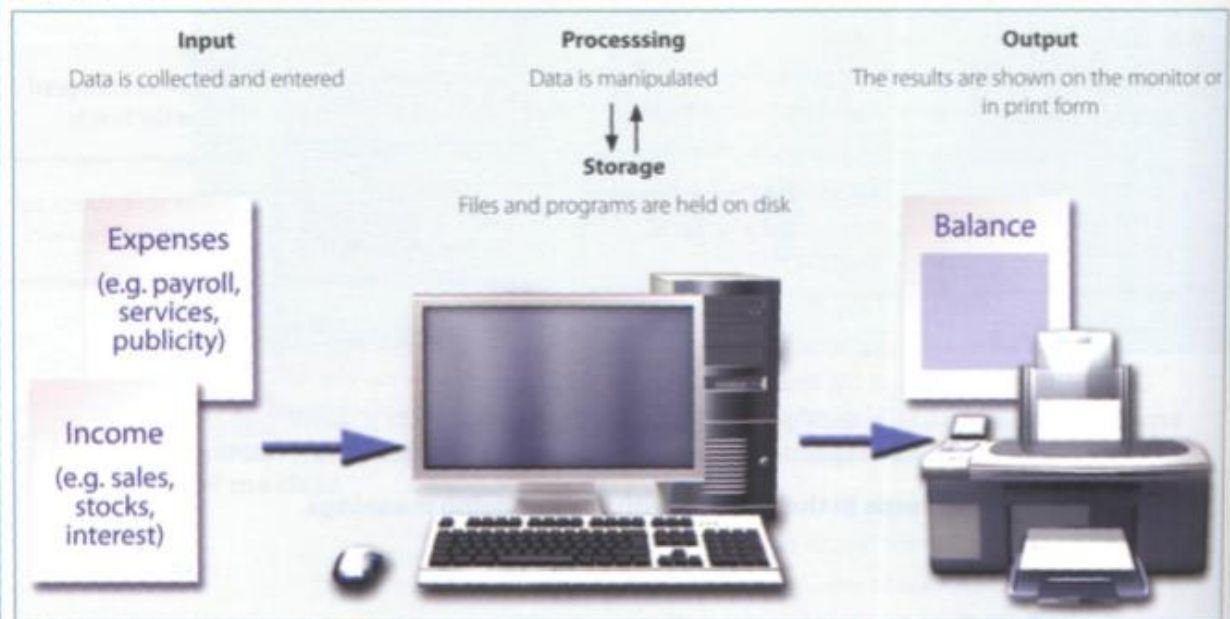 Input
Data is collected and entered
Processsing
Data is manipulated
Storage
Files and programs are held on disk
Output
The results are shown on the monitor or
in print form
Expenses
(e.g. payroll,
services,
publicity)
Income
(e.g. sales,
stocks,
interest)
Balance